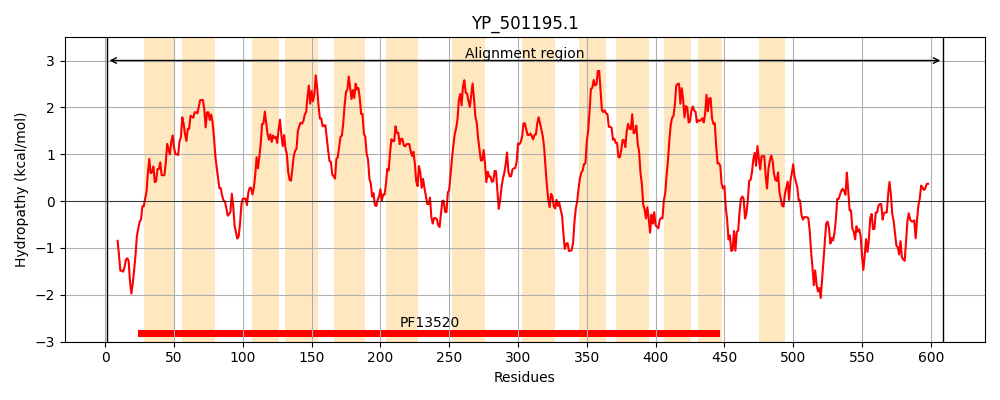 YP_501195.1
Alignment region
Hydropathy (kcal/mol)
3
2
1
0
−1
−2
−3
PF13520
0 50 100 150 200 250 300 350 400 450 500 550 600
Residues